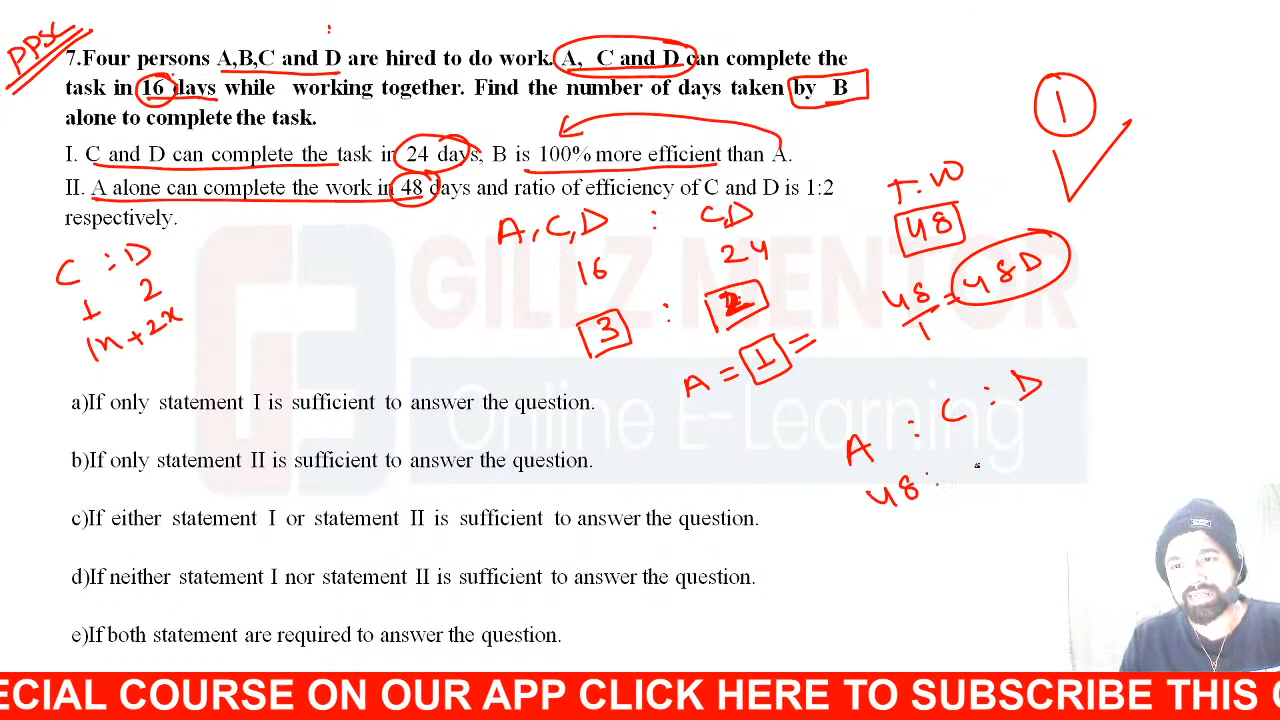 PPSC
7.Four persons A,B,C and D are hired to do work. A, C and D can complete the
task in 16 days while working together. Find the number of days taken by B
alone to complete the task.
I. C and D can complete the task in 24 days, B is 100% more efficient than A.
II. A alone can complete the work in 48 days and ratio of efficiency of C and D is 1:2
respectively.
1
T.W
48
48/1 = 48D
A,C,D : C,D
16 24
3 : 2
A = 1 =
C : D
1 2
1x + 2x
A : C : D
48 :
GILLZ MENTOR
Online E-Learning
a)If only statement I is sufficient to answer the question.
b)If only statement II is sufficient to answer the question.
c)If either statement I or statement II is sufficient to answer the question.
d)If neither statement I nor statement II is sufficient to answer the question.
e)If both statement are required to answer the question.
ECIAL COURSE ON OUR APP CLICK HERE TO SUBSCRIBE THIS